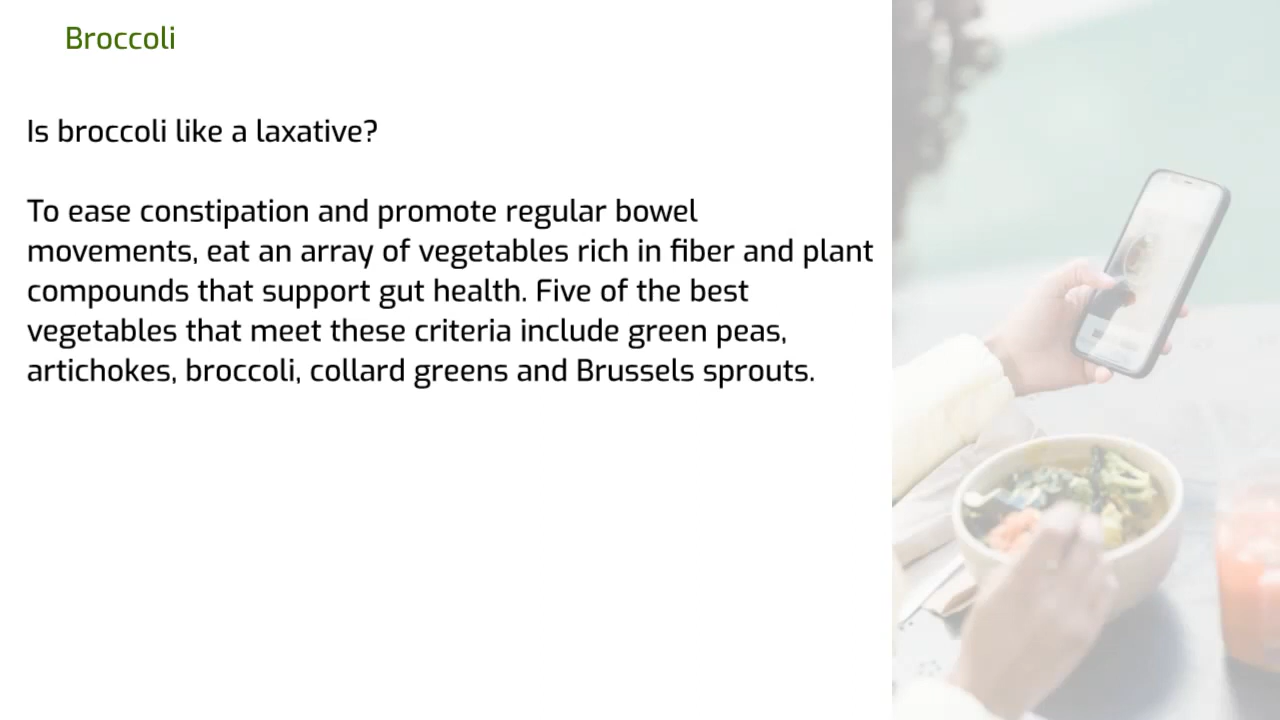 Broccoli
Is broccoli like a laxative?
To ease constipation and promote regular bowel
movements, eat an array of vegetables rich in fiber and plant
compounds that support gut health. Five of the best
vegetables that meet these criteria include green peas,
artichokes, broccoli, collard greens and Brussels sprouts.